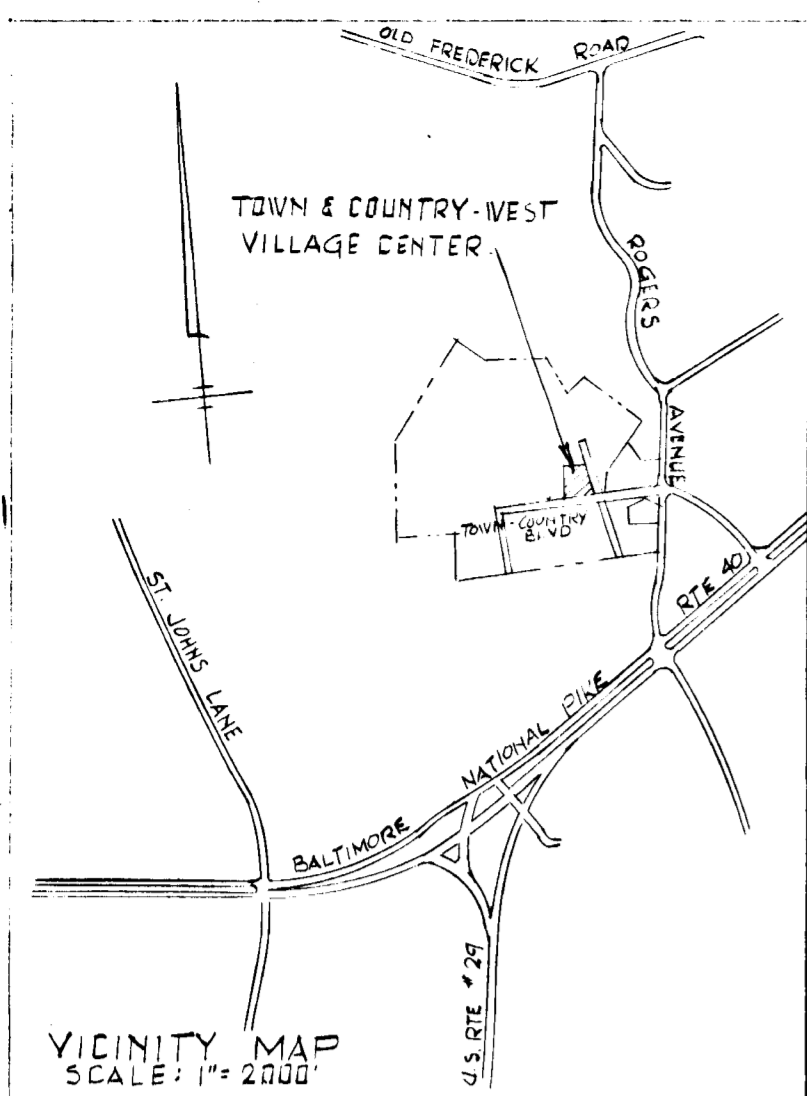 OLD FREDERICK ROAD
TOWN & COUNTRY-WEST
VILLAGE CENTER
ROGERS
AVENUE
TOWN-COUNTRY
BLVD
RTE 40
ST. JOHNS LANE
BALTIMORE NATIONAL PIKE
U.S. RTE #29
VICINITY MAP
SCALE: 1"=2000'